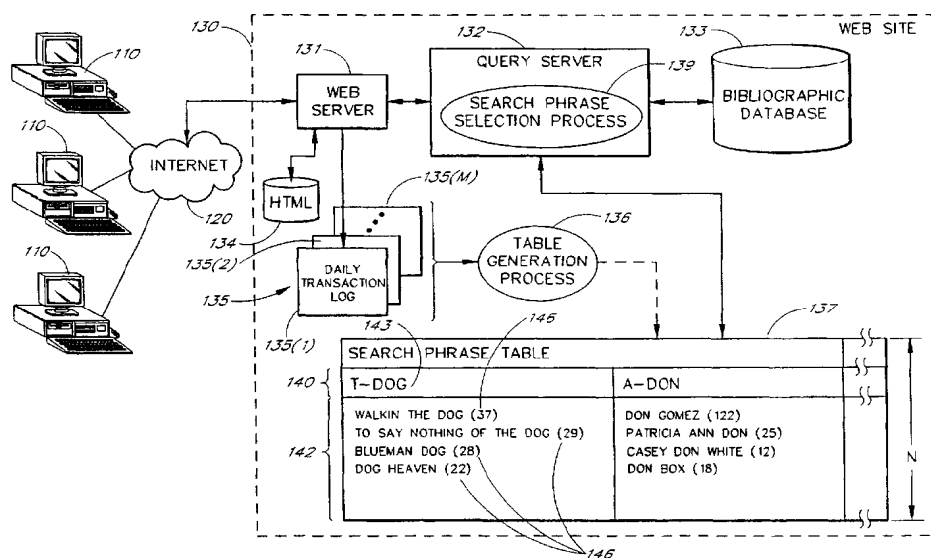 130
WEB SITE
110
131
WEB
SERVER
132
QUERY SERVER
139
SEARCH PHRASE
SELECTION PROCESS
133
BIBLIOGRAPHIC
DATABASE
110
INTERNET
120
HTML
134
135(M)
135(2)
DAILY
TRANSACTION
LOG
135
135(1)
136
TABLE
GENERATION
PROCESS
110
143
146
137
SEARCH PHRASE TABLE
140
T-DOG
A-DON
142
WALKIN THE DOG (37)
TO SAY NOTHING OF THE DOG (29)
BLUEMAN DOG (28)
DOG HEAVEN (22)
DON GOMEZ (122)
PATRICIA ANN DON (25)
CASEY DON WHITE (12)
DON BOX (18)
N
146